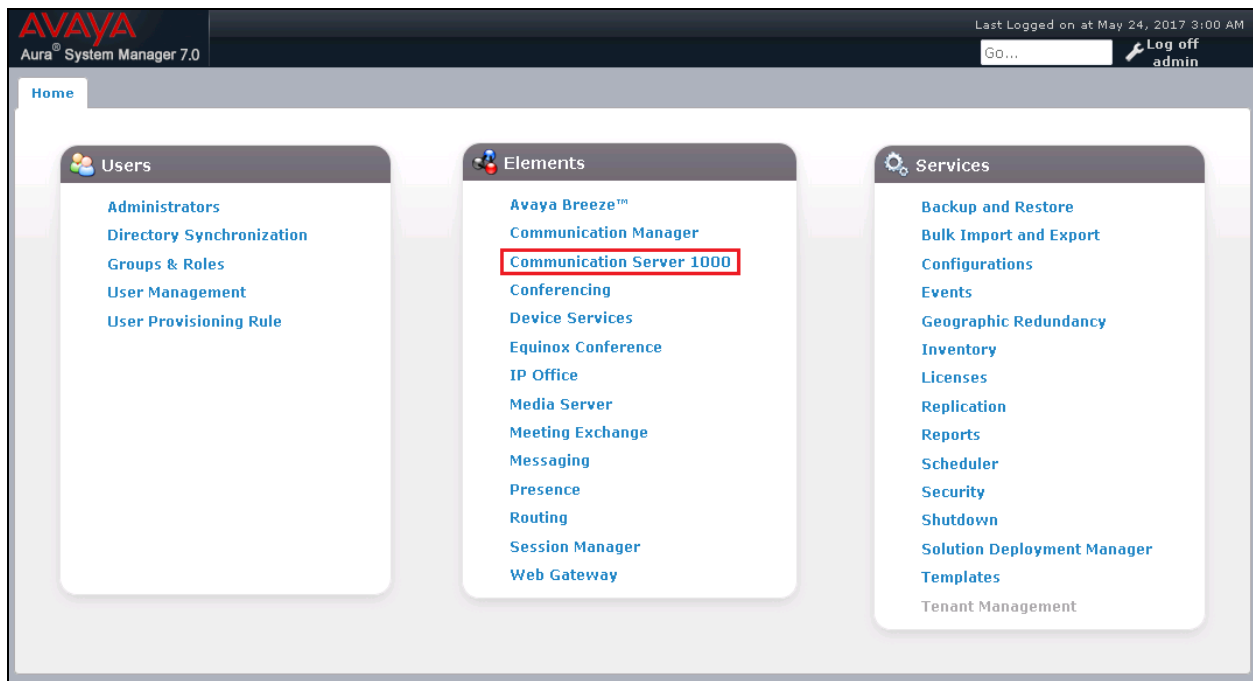 AVAYA
Aura® System Manager 7.0
Last Logged on at May 24, 2017 3:00 AM
Go...
Log off
admin
Home
Users
Administrators
Directory Synchronization
Groups & Roles
User Management
User Provisioning Rule
Elements
Avaya Breeze™
Communication Manager
Communication Server 1000
Conferencing
Device Services
Equinox Conference
IP Office
Media Server
Meeting Exchange
Messaging
Presence
Routing
Session Manager
Web Gateway
Services
Backup and Restore
Bulk Import and Export
Configurations
Events
Geographic Redundancy
Inventory
Licenses
Replication
Reports
Scheduler
Security
Shutdown
Solution Deployment Manager
Templates
Tenant Management